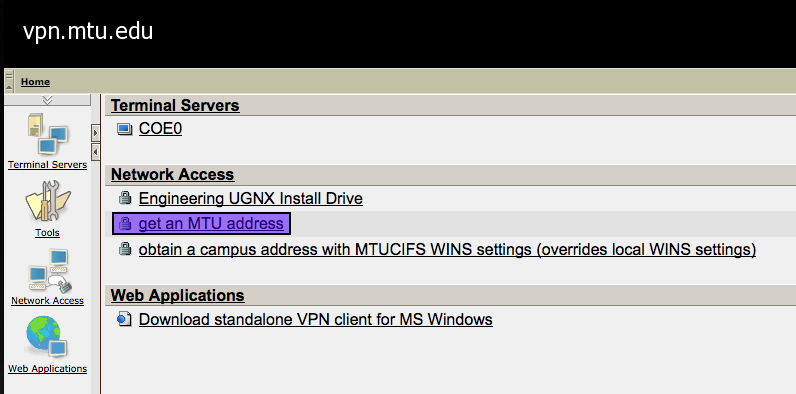 vpn.mtu.edu
Home
Terminal Servers
COE0
Terminal Servers
Network Access
Engineering UGNX Install Drive
Tools
get an MTU address
obtain a campus address with MTUCIFS WINS settings (overrides local WINS settings)
Network Access
Web Applications
Download standalone VPN client for MS Windows
Web Applications